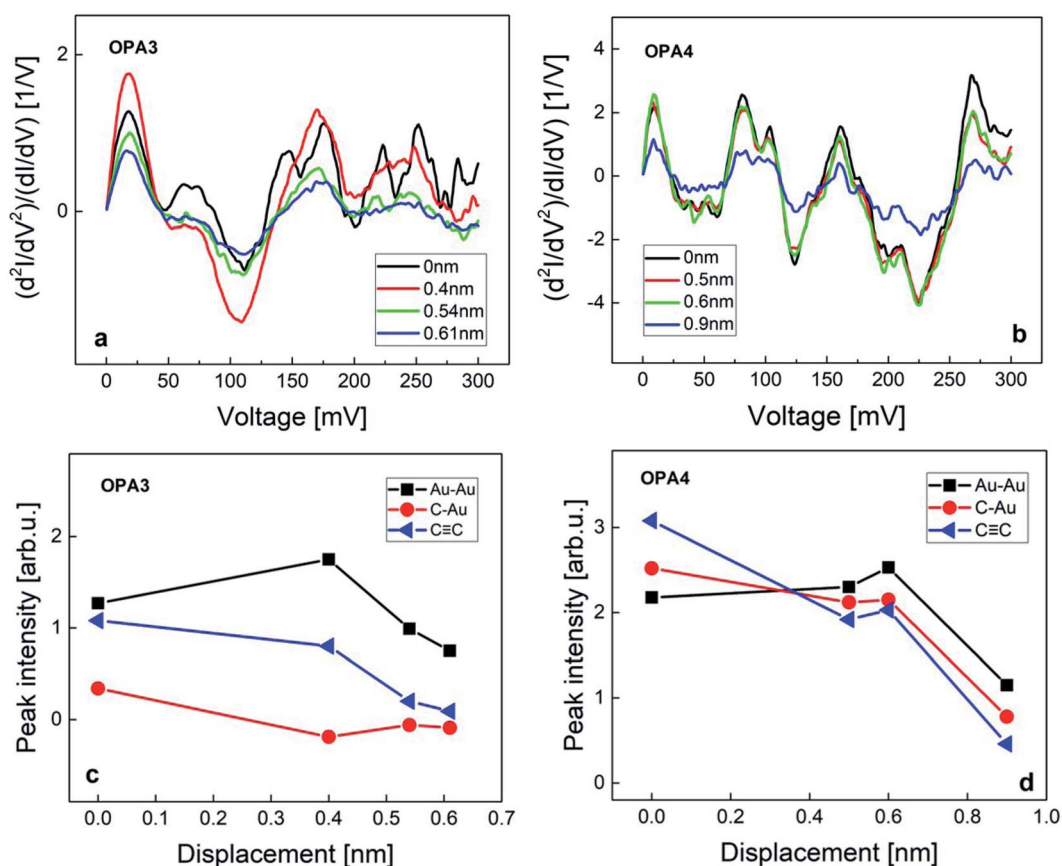 OPA3
(d²I/dV²)/(dI/dV) [1/V]
2
0
0 50 100 150 200 250 300
Voltage [mV]
0nm
0.4nm
0.54nm
0.61nm
a
OPA4
(d²I/dV²)/(dI/dV) [1/V]
4
2
0
-2
-4
0 50 100 150 200 250 300
Voltage [mV]
0nm
0.5nm
0.6nm
0.9nm
b
OPA3
Peak intensity [arb.u.]
2
1
0
0.0 0.1 0.2 0.3 0.4 0.5 0.6 0.7
Displacement [nm]
Au-Au
C-Au
C≡C
c
OPA4
Peak intensity [arb.u.]
3
2
1
0
0.0 0.2 0.4 0.6 0.8 1.0
Displacement [nm]
Au-Au
C-Au
C≡C
d